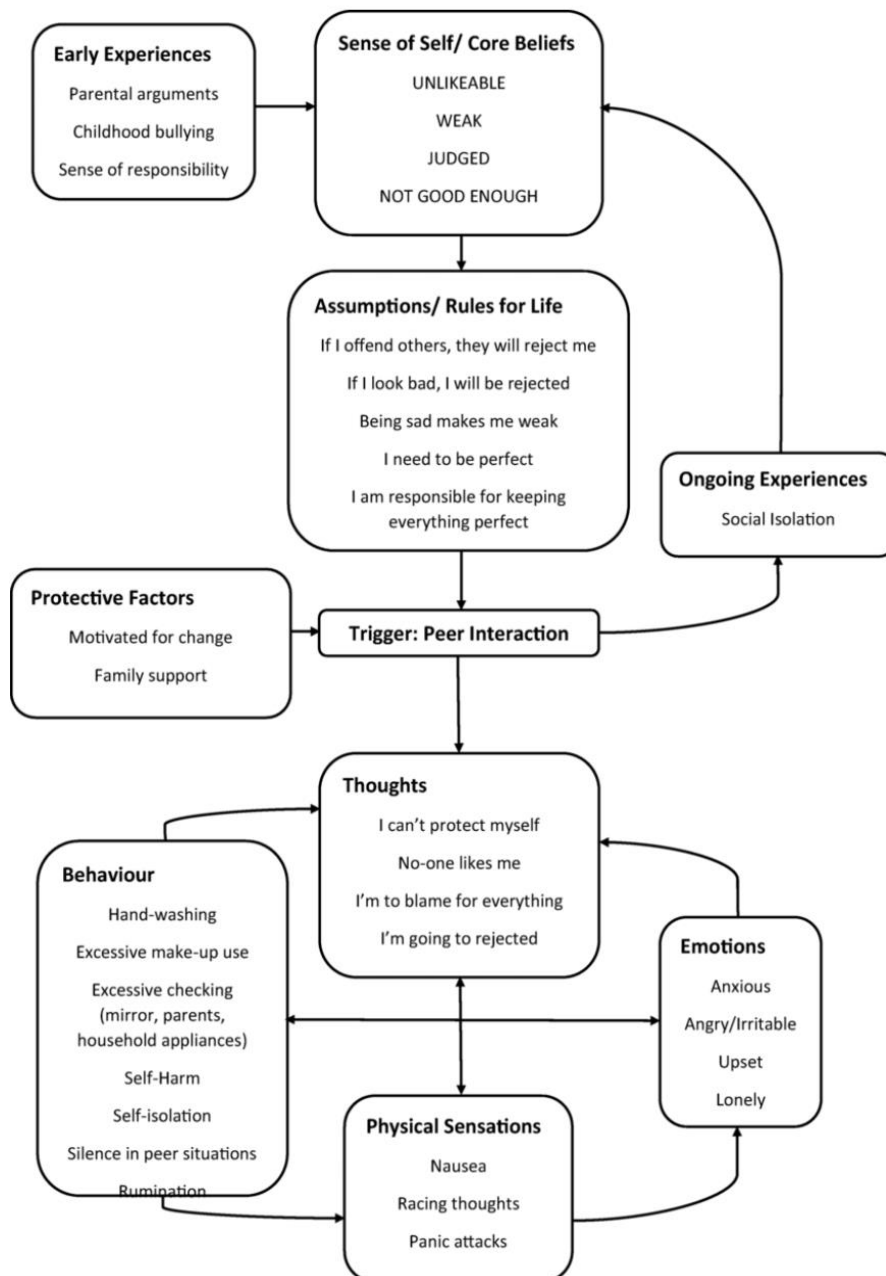 Early Experiences
Parental arguments
Childhood bullying
Sense of responsibility
Sense of Self/ Core Beliefs
UNLIKEABLE
WEAK
JUDGED
NOT GOOD ENOUGH
Assumptions/ Rules for Life
If I offend others, they will reject me
If I look bad, I will be rejected
Being sad makes me weak
I need to be perfect
I am responsible for keeping
everything perfect
Ongoing Experiences
Social Isolation
Protective Factors
Motivated for change
Family support
Trigger: Peer Interaction
Thoughts
I can't protect myself
No-one likes me
I'm to blame for everything
I'm going to rejected
Behaviour
Hand-washing
Excessive make-up use
Excessive checking
(mirror, parents,
household appliances)
Self-Harm
Self-isolation
Silence in peer situations
Rumination
Emotions
Anxious
Angry/Irritable
Upset
Lonely
Physical Sensations
Nausea
Racing thoughts
Panic attacks